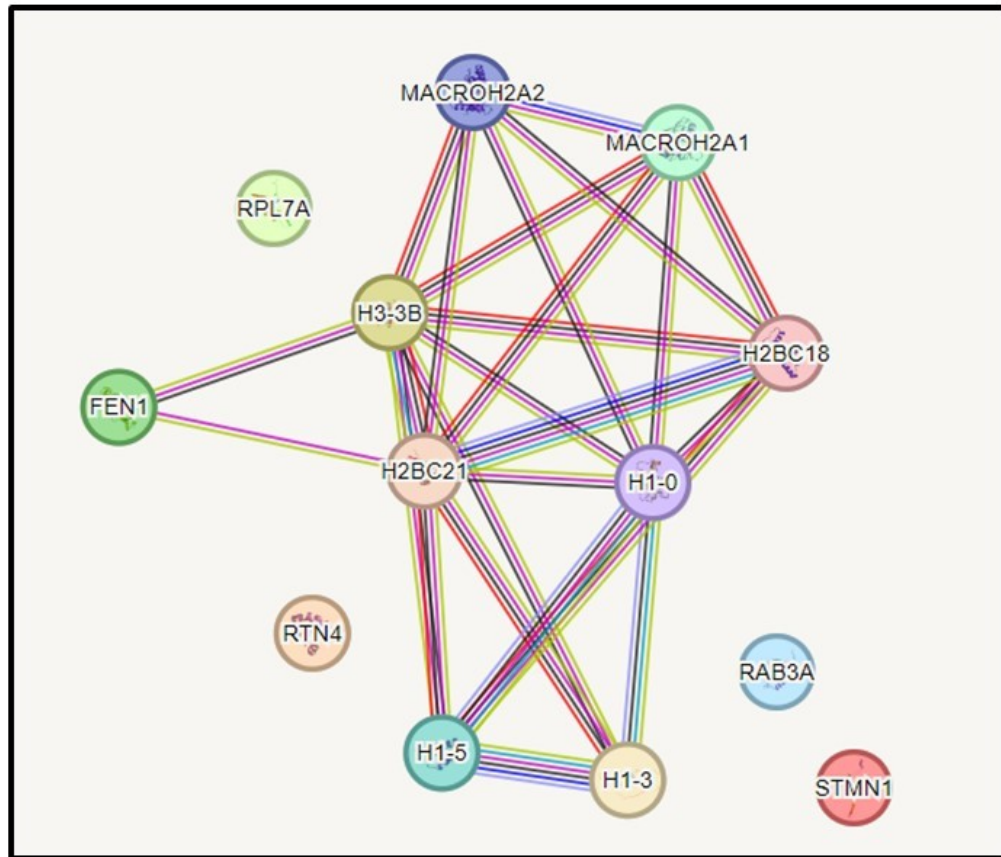 MACROH2A2
MACROH2A1
RPL7A
H3-3B
H2BC18
FEN1
H2BC21
H1-0
RTN4
RAB3A
H1-5
H1-3
STMN1